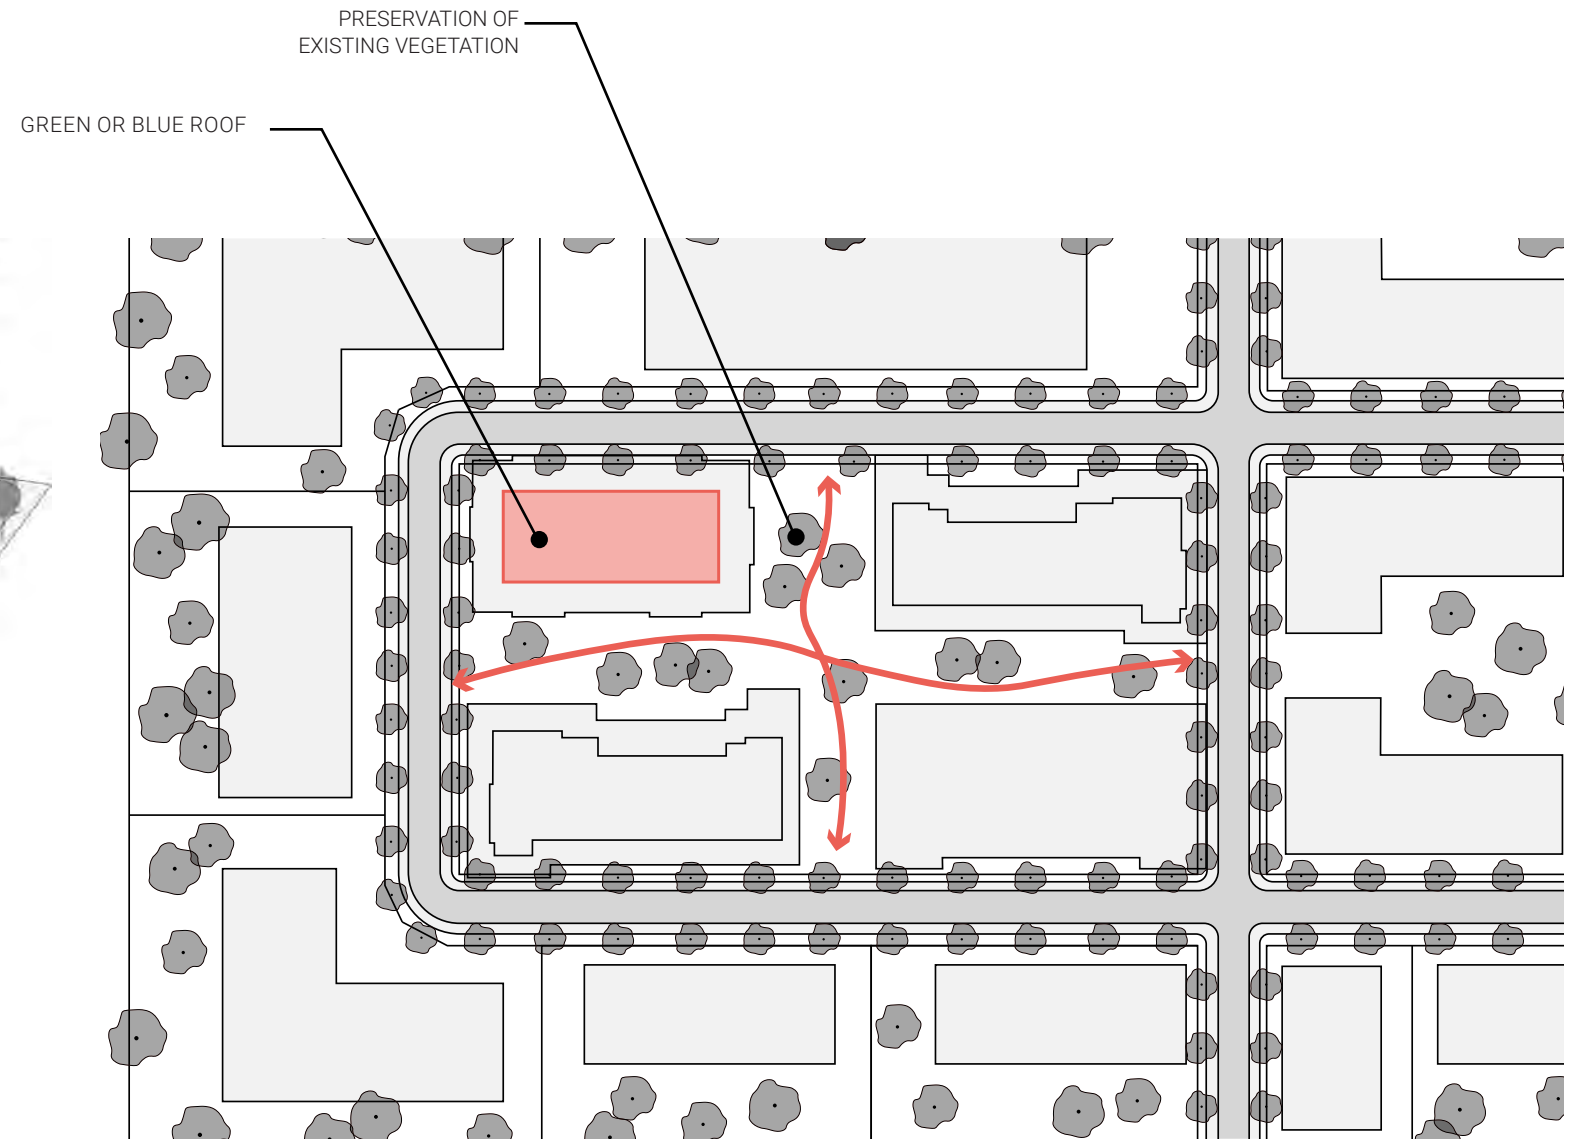 PRESERVATION OF
EXISTING VEGETATION
GREEN OR BLUE ROOF